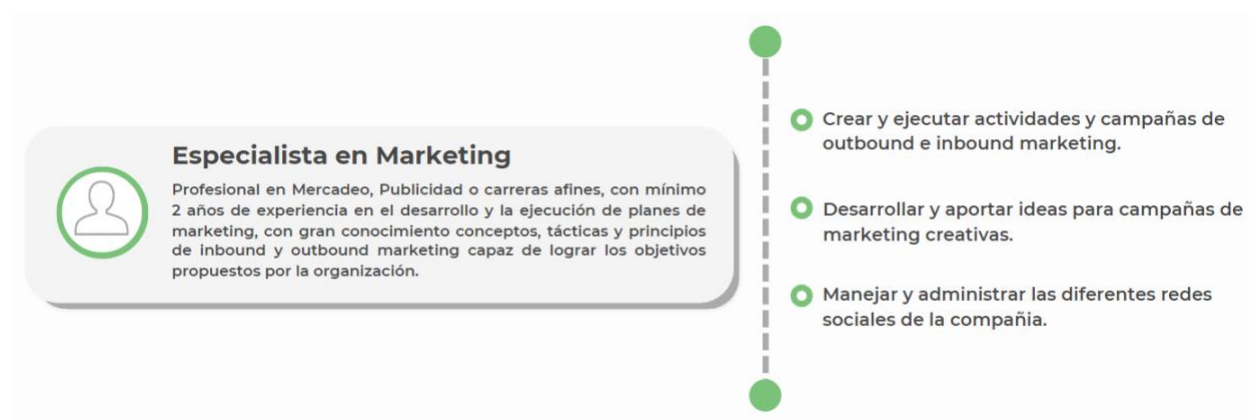 Especialista en Marketing
Profesional en Mercadeo, Publicidad o carreras afines, con mínimo
2 años de experiencia en el desarrollo y la ejecución de planes de
marketing, con gran conocimiento conceptos, tácticas y principios
de inbound y outbound marketing capaz de lograr los objetivos
propuestos por la organización.
Crear y ejecutar actividades y campañas de
outbound e inbound marketing.
Desarrollar y aportar ideas para campañas de
marketing creativas.
Manejar y administrar las diferentes redes
sociales de la compañia.